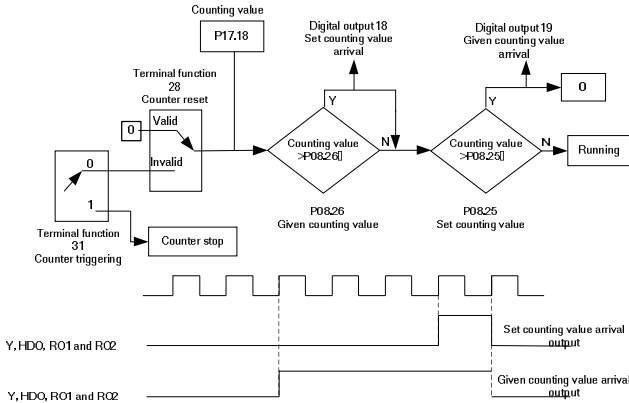 Counting value
P17.18
Digital output 18
Set counting value
arrival
Digital output 19
Given counting value
arrival
Terminal function
28
Counter reset
Valid
0
Invalid
Y
Counting value
>P08.26
N
Y
Counting value
>P08.25
N
0
Running
0
1
P08.26
Given counting value
P08.25
Set counting value
Terminal function
31
Counter triggering
Counter stop
Y, HDO, RO1 and RO2
Set counting value arrival
output
Y, HDO, RO1 and RO2
Given counting value arrival
output